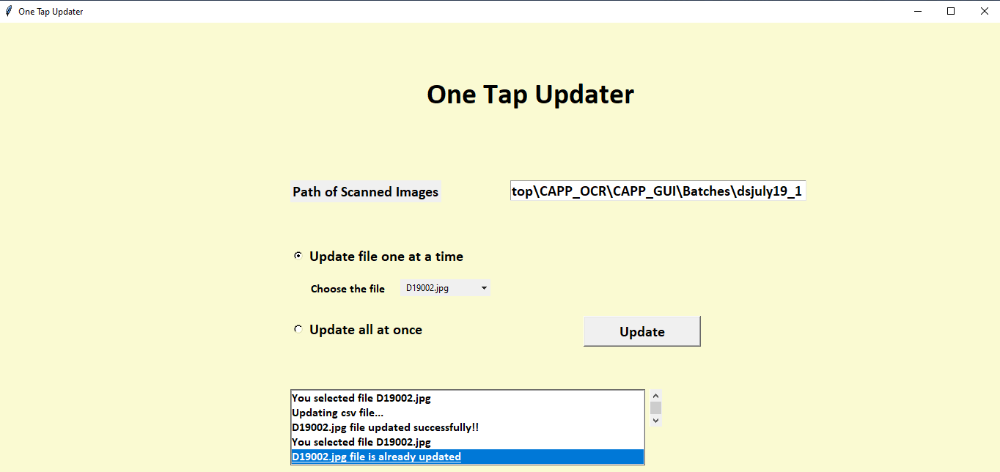 One Tap Updater
One Tap Updater
Path of Scanned Images
top\CAPP_OCR\CAPP_GUI\Batches\dsjuly19_1
Update file one at a time
Choose the file
D19002.jpg
Update all at once
Update
You selected file D19002.jpg
Updating csv file...
D19002.jpg file updated successfully!!
You selected file D19002.jpg
D19002.jpg file is already updated